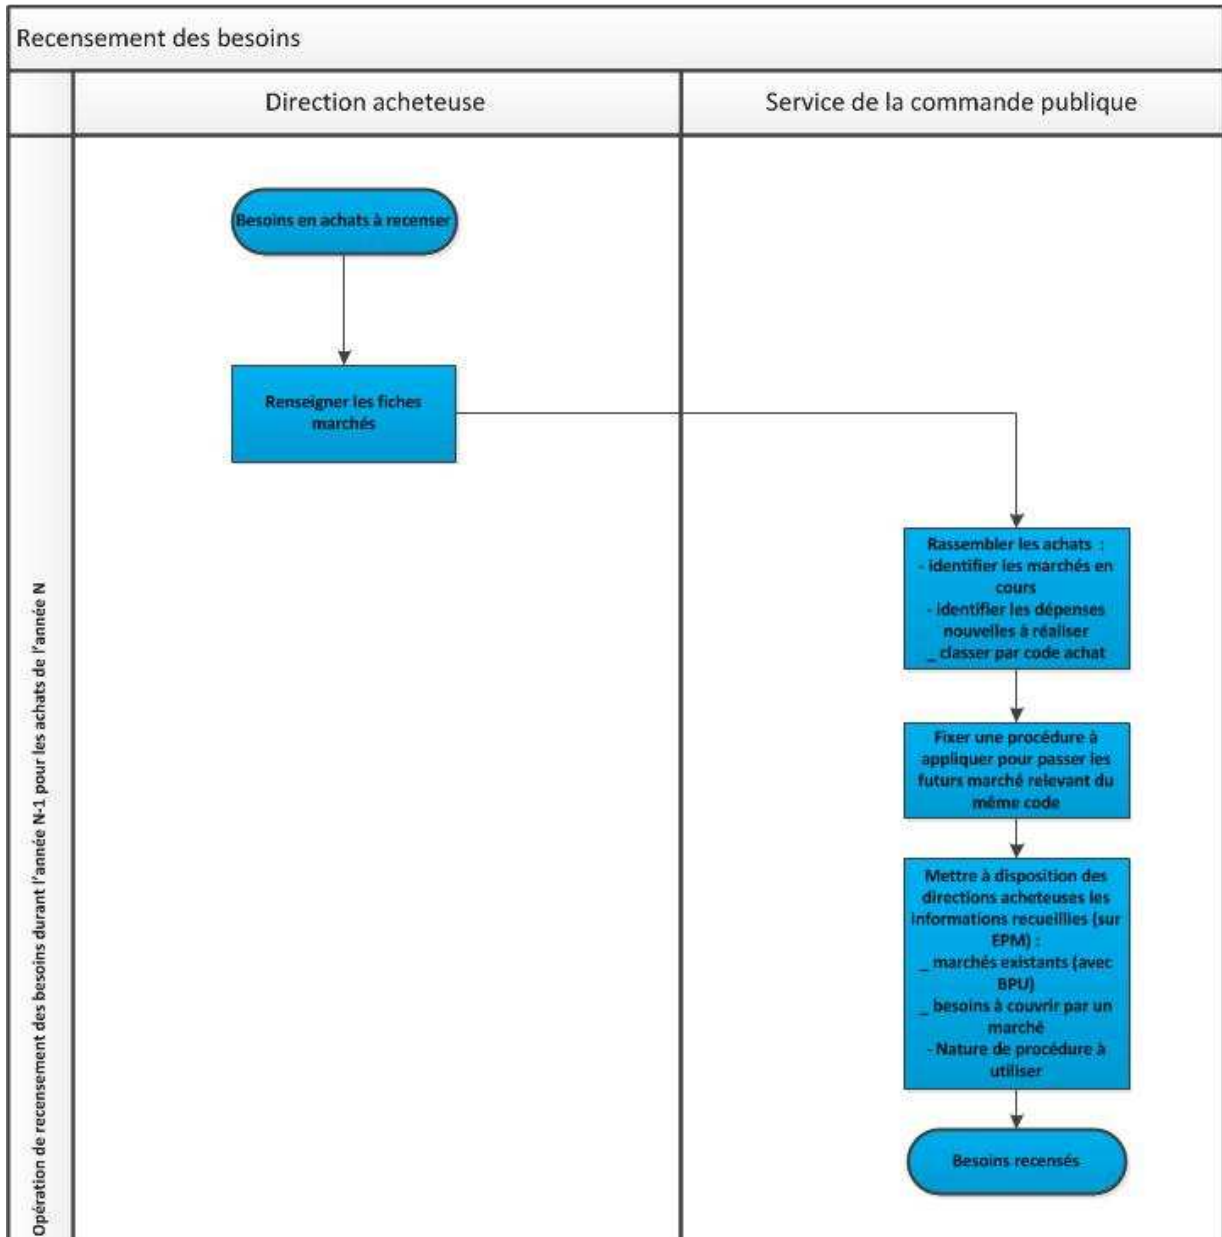 Recensement des besoins
Direction acheteuse
Service de la commande publique
Opération de recensement des besoins durant l'année N-1 pour les achats de l'année N
Besoins en achats à recenser
Renseigner les fiches
marchés
Rassembler les achats :
- identifier les marchés en
cours
- identifier les dépenses
nouvelles à réaliser
_ classer par code achat
Fixer une procédure à
appliquer pour passer les
futurs marché relevant du
même code
Mettre à disposition des
directions acheteuses les
informations recueillies (sur
EPM) :
_ marchés existants (avec
BPU)
_ besoins à couvrir par un
marché
- Nature de procédure à
utiliser
Besoins recensés